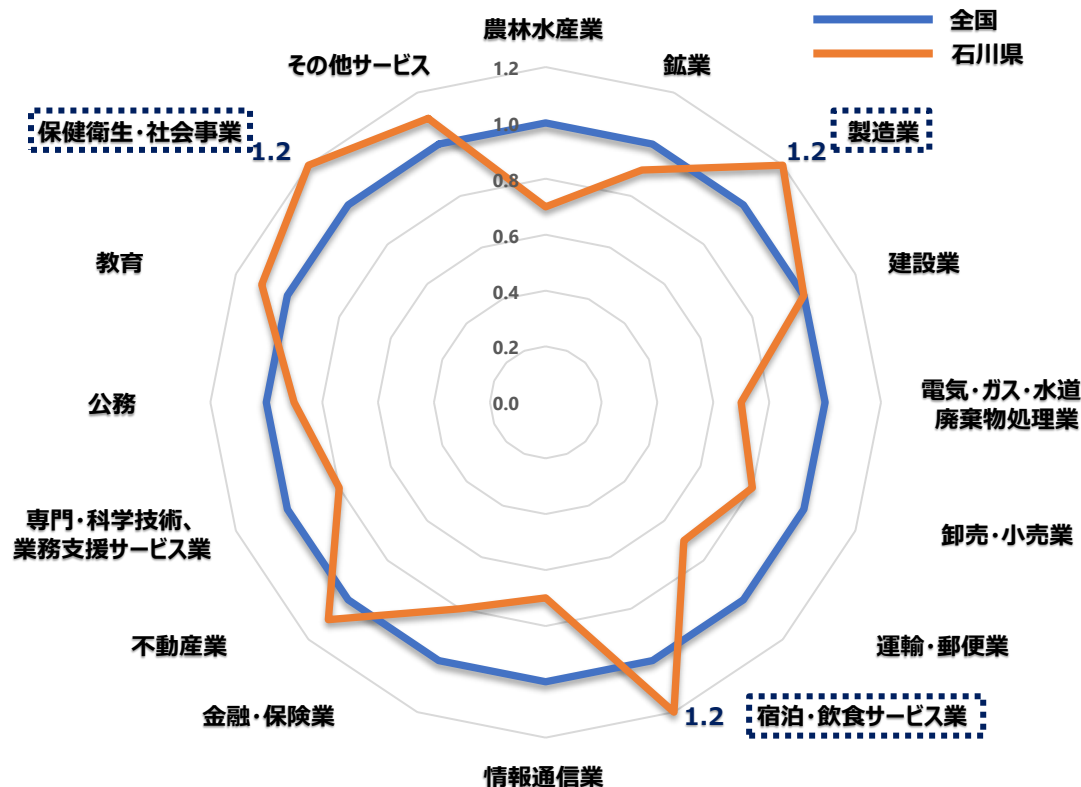 全国
石川県
農林水産業
鉱業
製造業
1.2
建設業
電気・ガス・水道
廃棄物処理業
卸売・小売業
運輸・郵便業
宿泊・飲食サービス業
1.2
情報通信業
金融・保険業
不動産業
専門・科学技術、
業務支援サービス業
公務
教育
保健衛生・社会事業
1.2
その他サービス
1.2
1.0
0.8
0.6
0.4
0.2
0.0